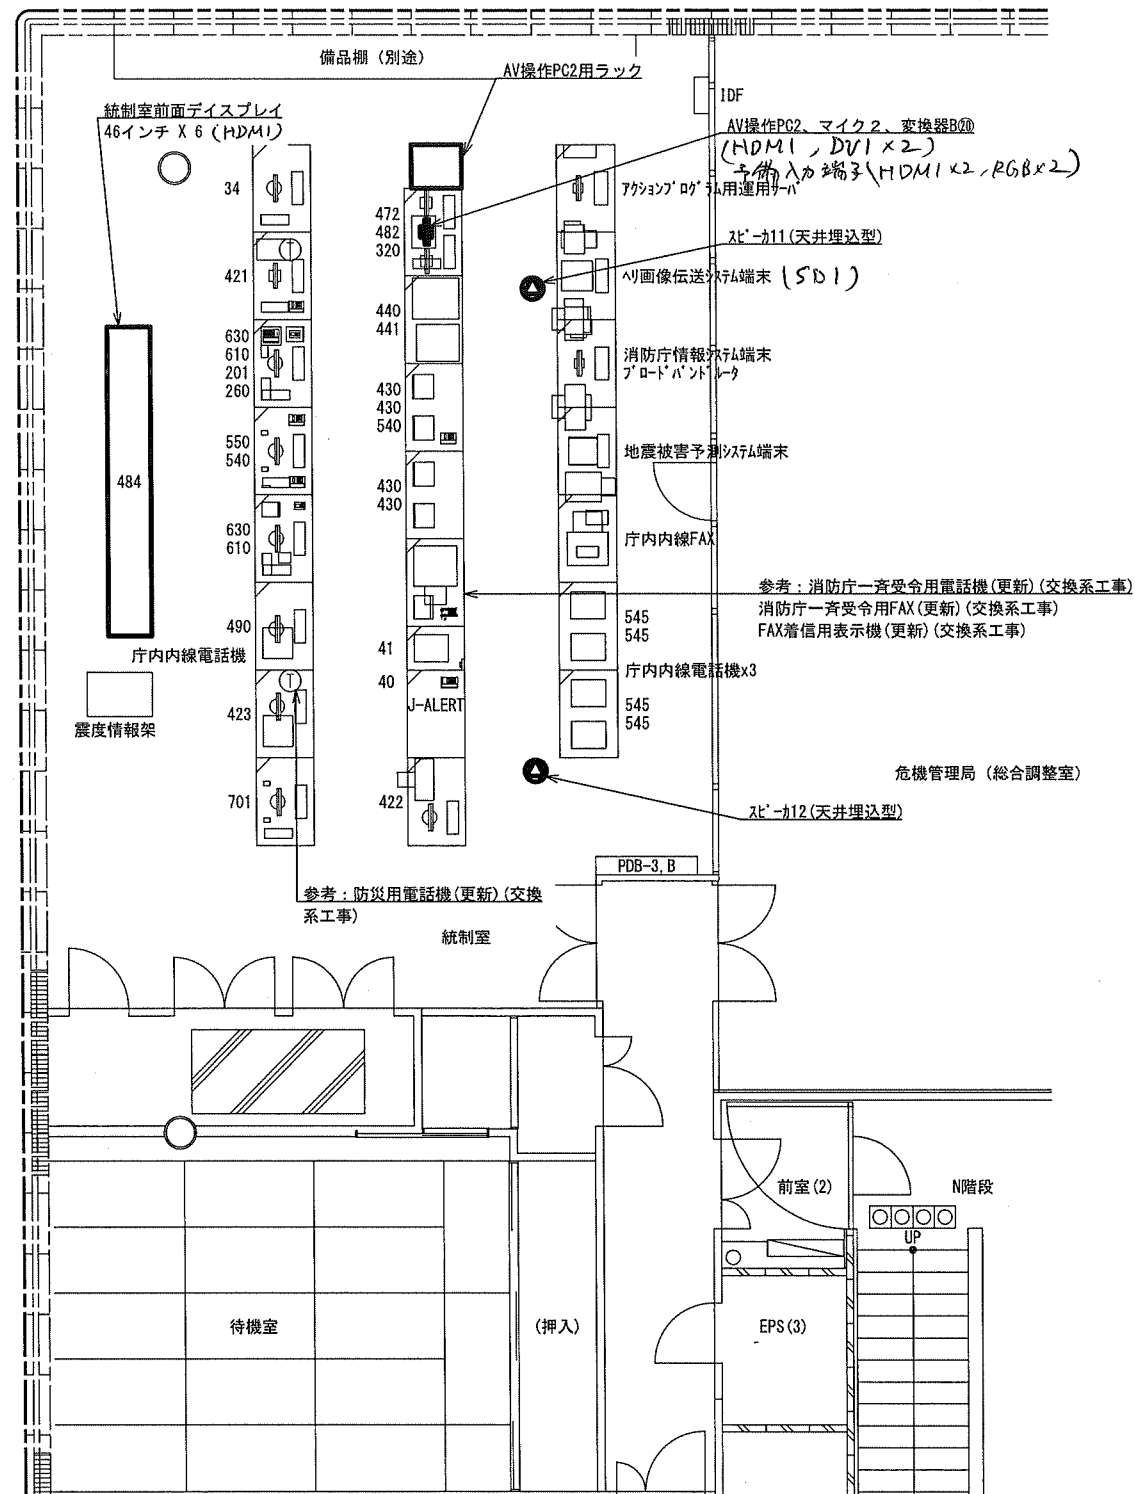 備品棚（別途）
AV操作PC2用ラック
統制室前面デイスプレイ
46インチ X 6 (HDMI)
IDF
AV操作PC2、マイク２、変換器B⑳
(HDMI, DVI×2)
予備入力端子(HDMI×2, RGB×2)
アクションプログラム用運用サーバ
34
472
482
320
スピーカ11(天井埋込型)
421
ヘリ画像伝送システム端末 (SDI)
440
441
630
610
201
260
消防庁情報システム端末
ブロードバンドルータ
430
430
540
550
540
地震被害予測システム端末
484
430
430
630
610
庁内内線FAX
参考：消防庁一斉受令用電話機(更新)(交換系工事)
消防庁一斉受令用FAX(更新)(交換系工事)
FAX着信用表示機(更新)(交換系工事)
545
545
490
庁内内線電話機
41
庁内内線電話機x3
40
J-ALERT
T
T
423
545
545
震度情報架
危機管理局（総合調整室）
701
422
スピーカ12(天井埋込型)
PDB-3,B
参考：防災用電話機(更新)(交換
系工事)
統制室
前室(2)
N階段
UP
待機室
(押入)
EPS(3)